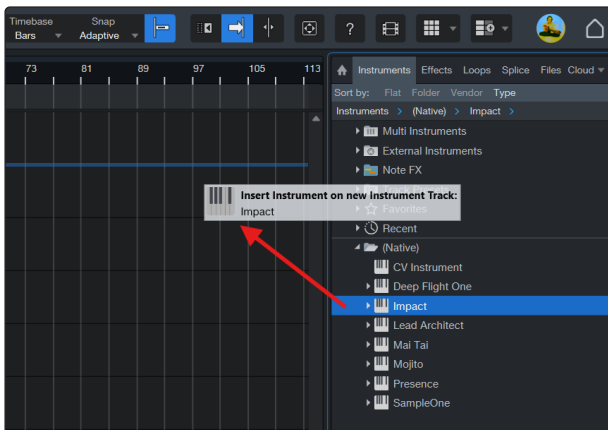 Timebase
Snap
Bars
Adaptive
?
73 81 89 97 105 113
Instruments Effects Loops Splice Files Cloud
Sort by: Flat Folder Vendor Type
Instruments > (Native) > Impact >
Multi Instruments
External Instruments
Note FX
Track Presets
Insert Instrument on new Instrument Track:
Impact
Favorites
Recent
(Native)
CV Instrument
Deep Flight One
Impact
Lead Architect
Mai Tai
Mojito
Presence
SampleOne